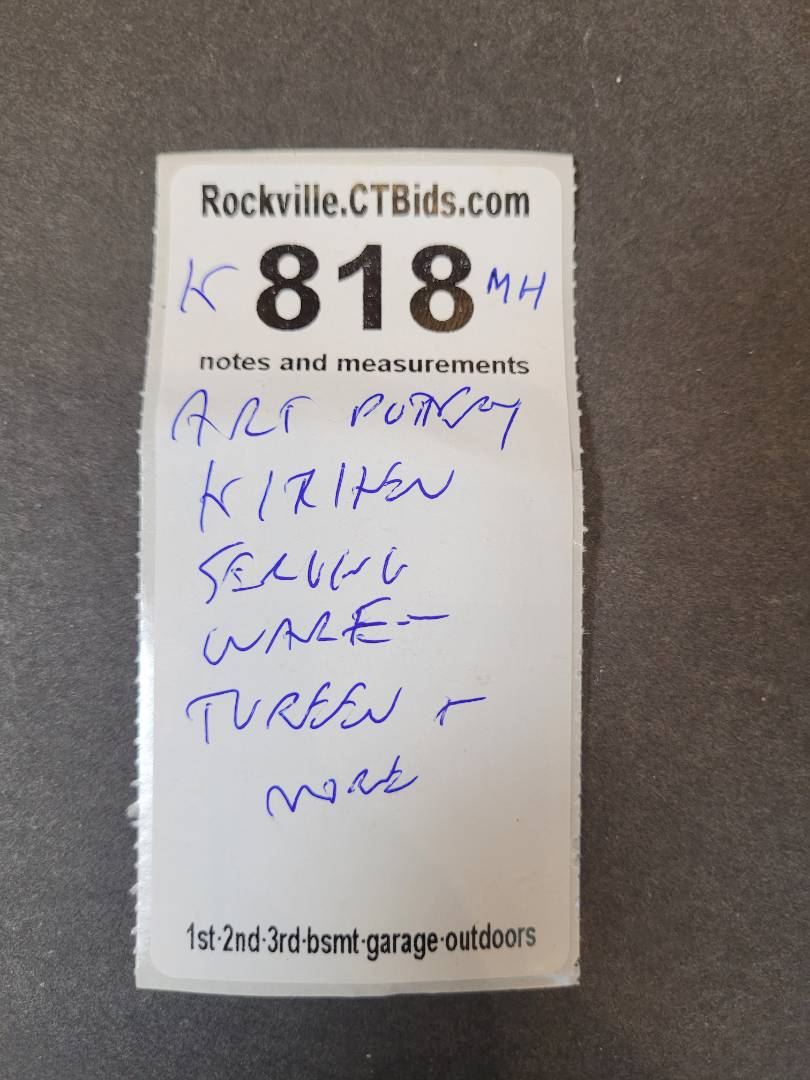 Rockville.CTBids.com
K 818 MH
notes and measurements
ART POTTERY
KITCHEN
SERVING
WARE-
TUREEN +
MORE
1st·2nd·3rd·bsmt·garage·outdoors